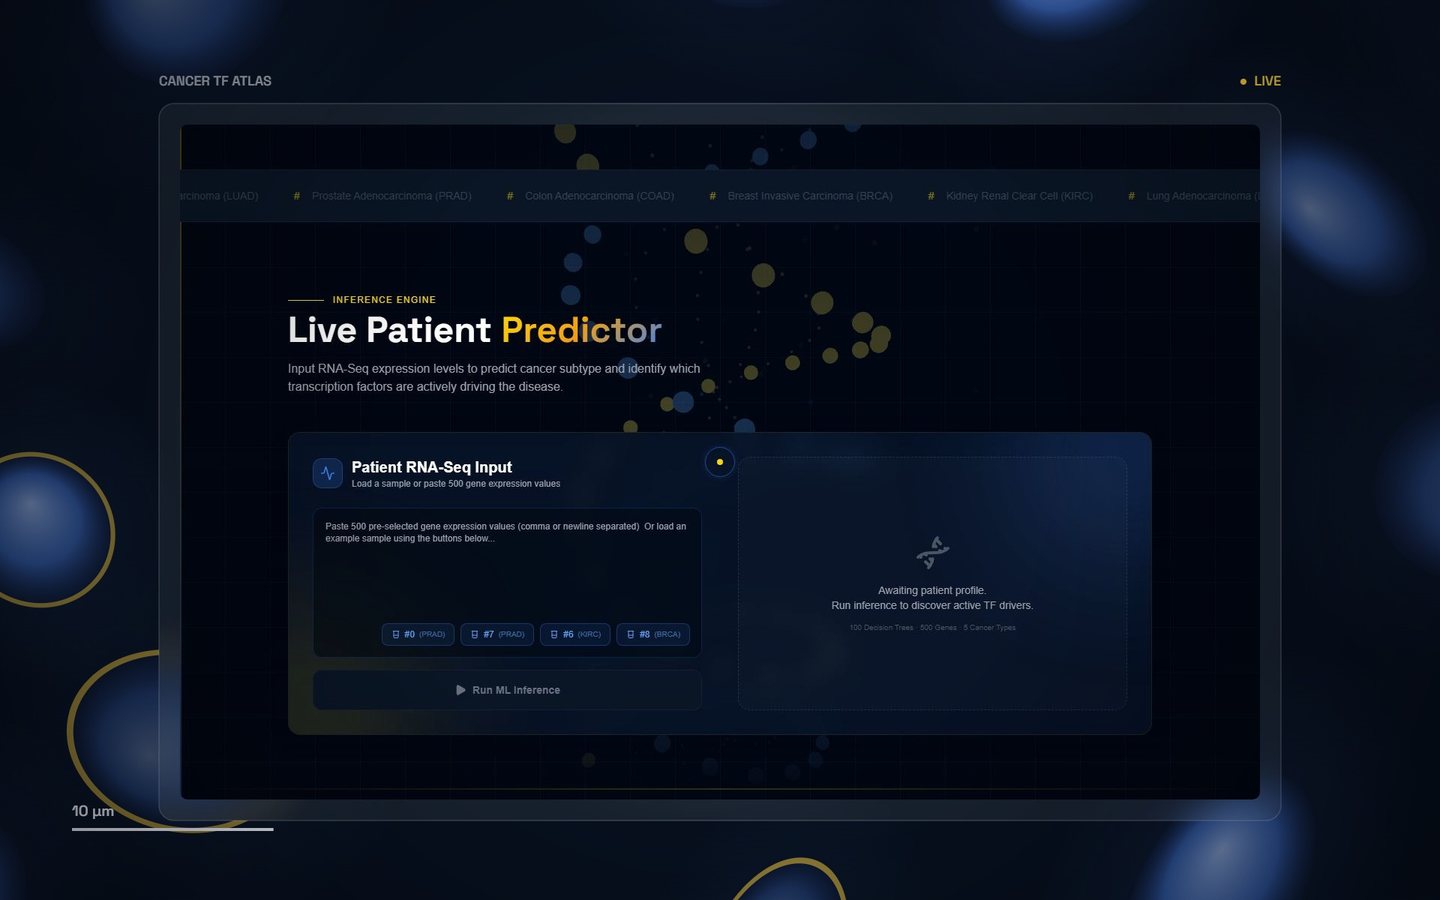 CANCER TF ATLAS
LIVE
arcinoma (LUAD) # Prostate Adenocarcinoma (PRAD) # Colon Adenocarcinoma (COAD) # Breast Invasive Carcinoma (BRCA) # Kidney Renal Clear Cell (KIRC) # Lung Adenocarcinoma (
INFERENCE ENGINE
Live Patient Predictor
Input RNA-Seq expression levels to predict cancer subtype and identify which
transcription factors are actively driving the disease.
Patient RNA-Seq Input
Load a sample or paste 500 gene expression values
Paste 500 pre-selected gene expression values (comma or newline separated) Or load an
example sample using the buttons below...
#0 (PRAD) #7 (PRAD) #6 (KIRC) #8 (BRCA)
Run ML Inference
Awaiting patient profile.
Run inference to discover active TF drivers.
100 Decision Trees · 500 Genes · 5 Cancer Types
10 µm